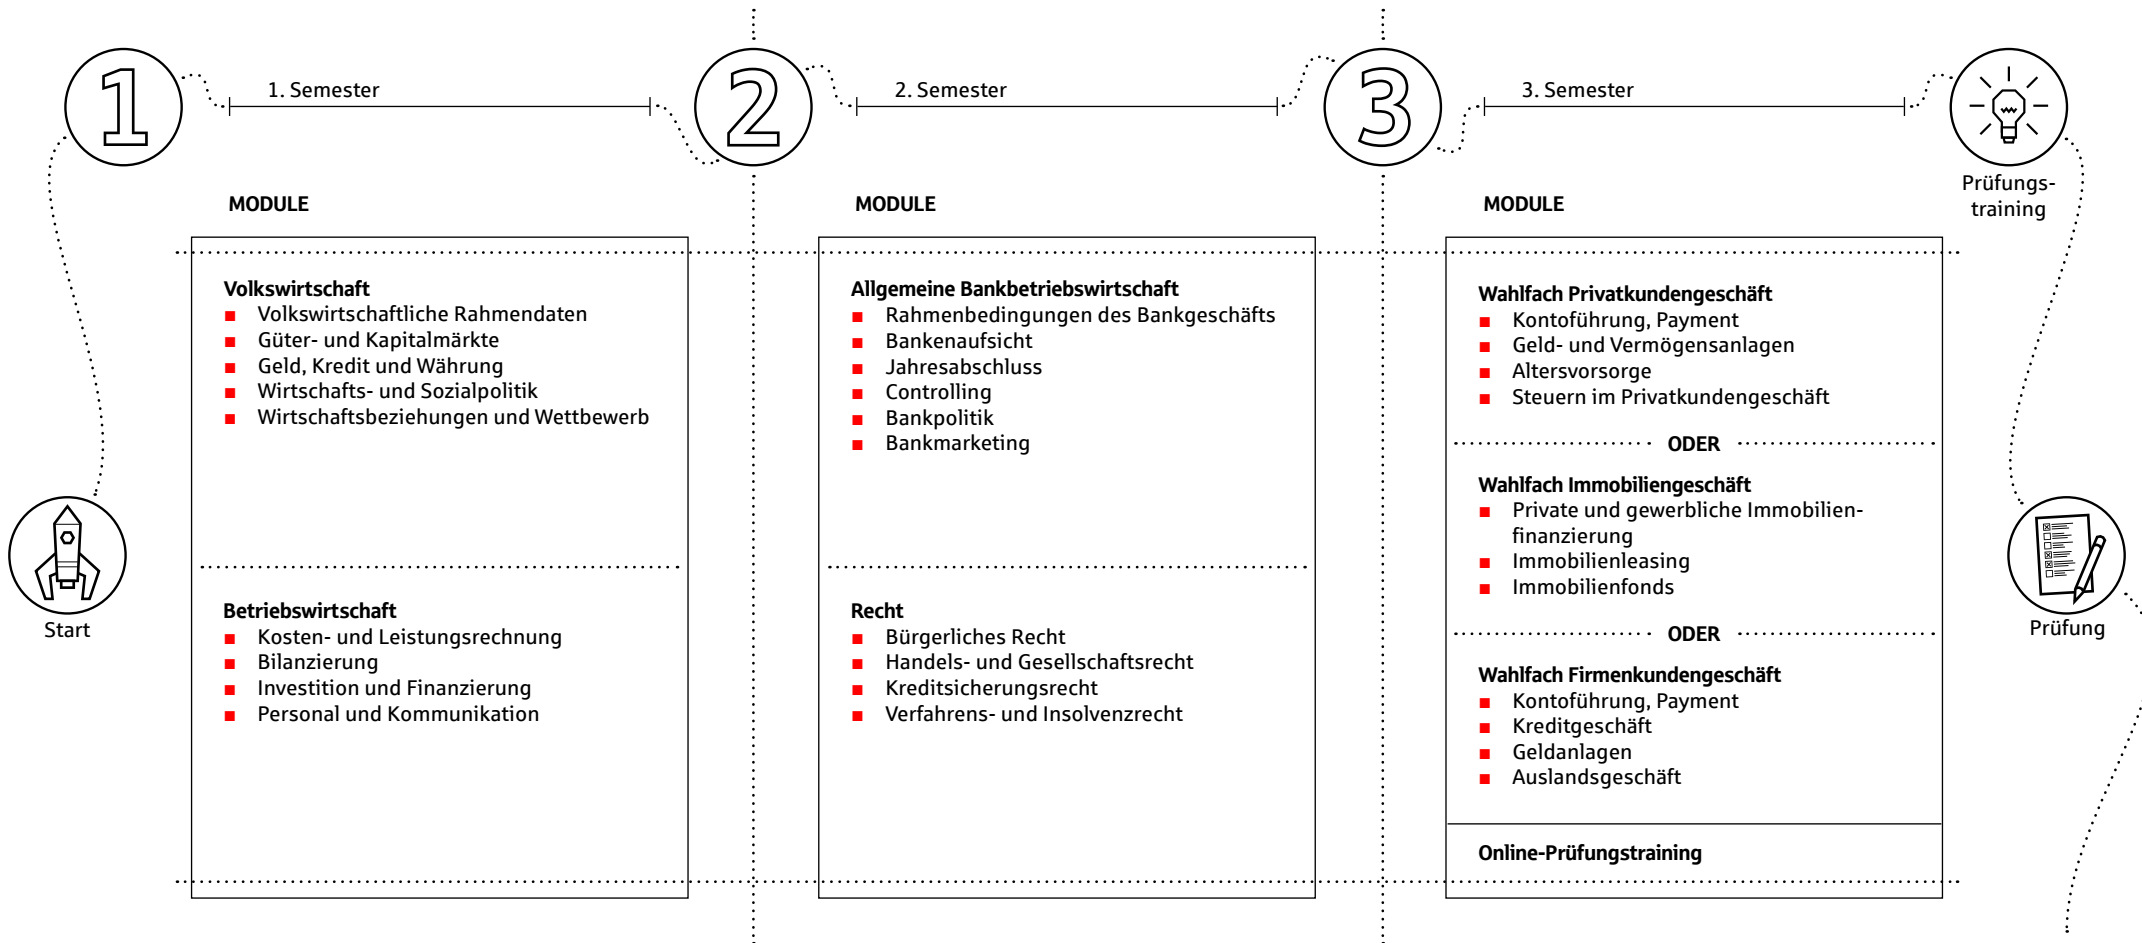 1
1. Semester
2
2. Semester
3
3. Semester
Prüfungs-
training
Start
Prüfung
MODULE
Volkswirtschaft
Volkswirtschaftliche Rahmendaten
Güter- und Kapitalmärkte
Geld, Kredit und Währung
Wirtschafts- und Sozialpolitik
Wirtschaftsbeziehungen und Wettbewerb
Betriebswirtschaft
Kosten- und Leistungsrechnung
Bilanzierung
Investition und Finanzierung
Personal und Kommunikation
MODULE
Allgemeine Bankbetriebswirtschaft
Rahmenbedingungen des Bankgeschäfts
Bankenaufsicht
Jahresabschluss
Controlling
Bankpolitik
Bankmarketing
Recht
Bürgerliches Recht
Handels- und Gesellschaftsrecht
Kreditsicherungsrecht
Verfahrens- und Insolvenzrecht
MODULE
Wahlfach Privatkundengeschäft
Kontoführung, Payment
Geld- und Vermögensanlagen
Altersvorsorge
Steuern im Privatkundengeschäft
ODER
Wahlfach Immobiliengeschäft
Private und gewerbliche Immobilien-
finanzierung
Immobilienleasing
Immobilienfonds
ODER
Wahlfach Firmenkundengeschäft
Kontoführung, Payment
Kreditgeschäft
Geldanlagen
Auslandsgeschäft
Online-Prüfungstraining